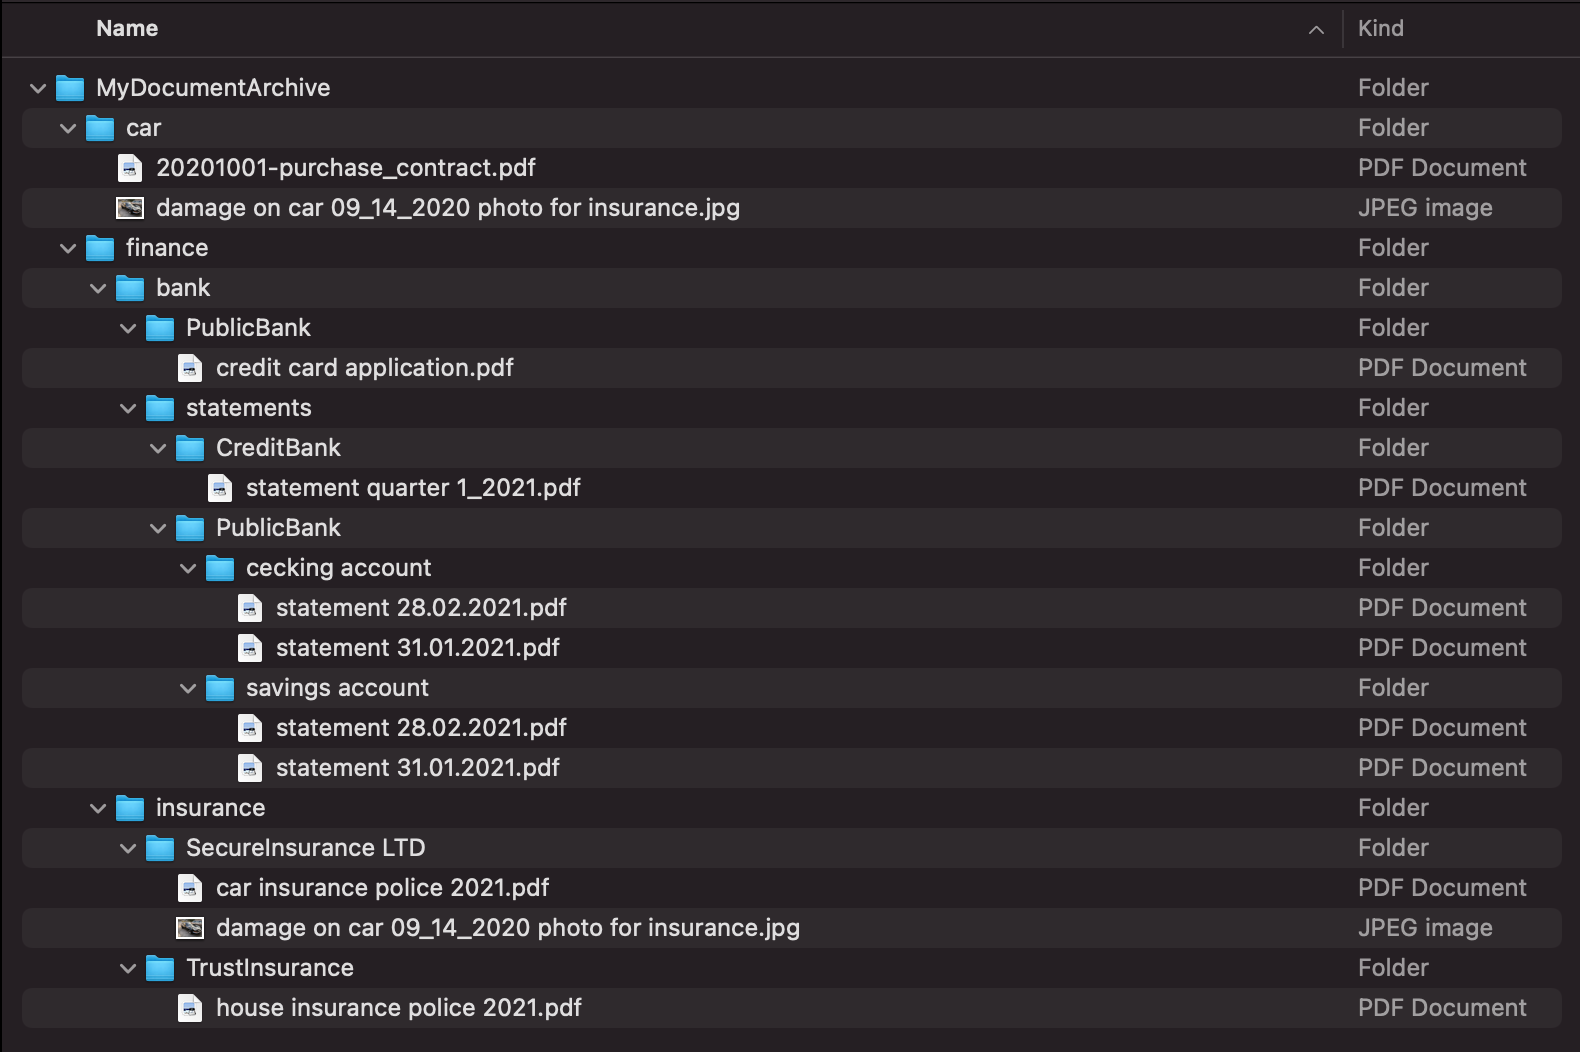 Name Kind
MyDocumentArchive Folder
car Folder
20201001-purchase_contract.pdf PDF Document
damage on car 09_14_2020 photo for insurance.jpg JPEG image
finance Folder
bank Folder
PublicBank Folder
credit card application.pdf PDF Document
statements Folder
CreditBank Folder
statement quarter 1_2021.pdf PDF Document
PublicBank Folder
cecking account Folder
statement 28.02.2021.pdf PDF Document
statement 31.01.2021.pdf PDF Document
savings account Folder
statement 28.02.2021.pdf PDF Document
statement 31.01.2021.pdf PDF Document
insurance Folder
SecureInsurance LTD Folder
car insurance police 2021.pdf PDF Document
damage on car 09_14_2020 photo for insurance.jpg JPEG image
TrustInsurance Folder
house insurance police 2021.pdf PDF Document